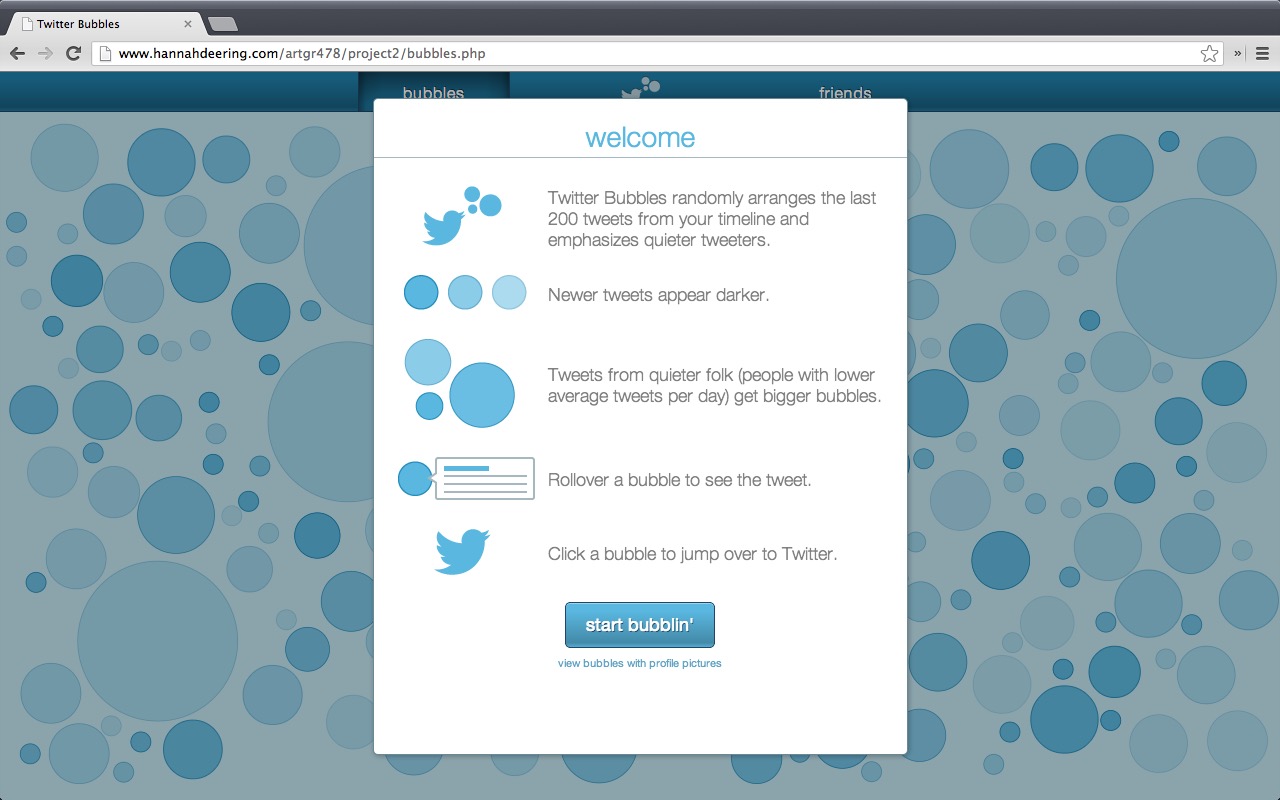 Twitter Bubbles
www.hannahdeering.com/artgr478/project2/bubbles.php
»
bubbles
friends
welcome
Twitter Bubbles randomly arranges the last
200 tweets from your timeline and
emphasizes quieter tweeters.
Newer tweets appear darker.
Tweets from quieter folk (people with lower
average tweets per day) get bigger bubbles.
Rollover a bubble to see the tweet.
Click a bubble to jump over to Twitter.
start bubblin'
view bubbles with profile pictures